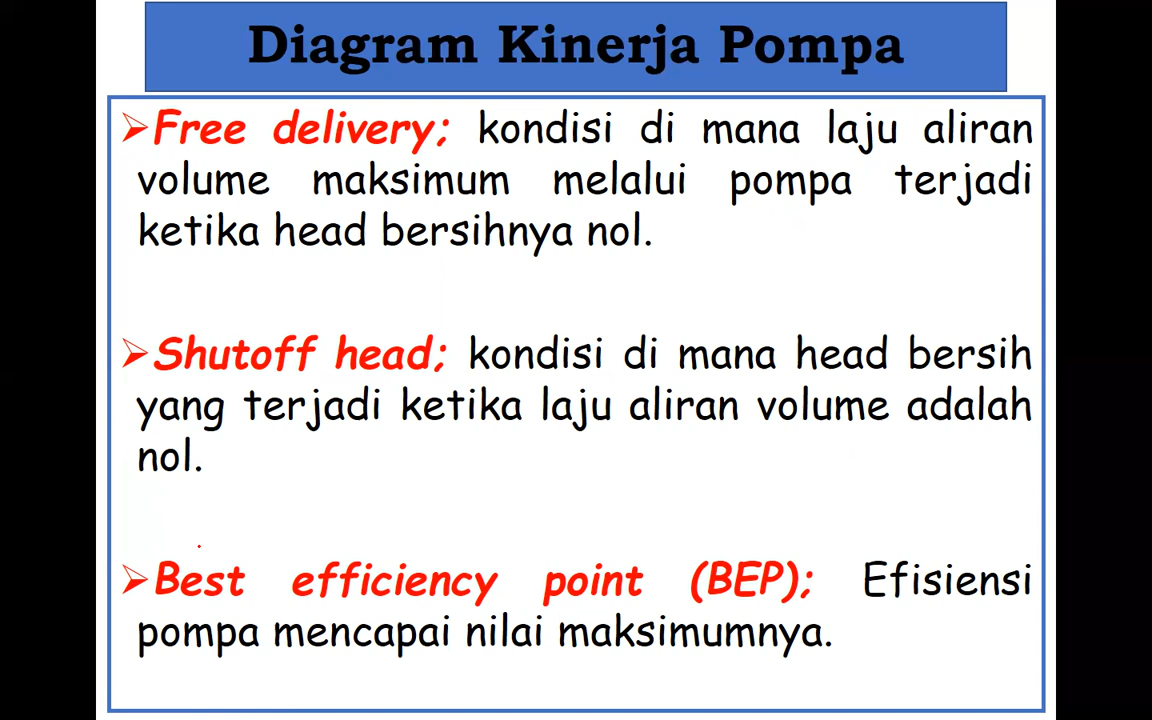 Diagram Kinerja Pompa
➢Free delivery; kondisi di mana laju aliran
volume maksimum melalui pompa terjadi
ketika head bersihnya nol.
➢Shutoff head; kondisi di mana head bersih
yang terjadi ketika laju aliran volume adalah
nol.
➢Best efficiency point (BEP); Efisiensi
pompa mencapai nilai maksimumnya.